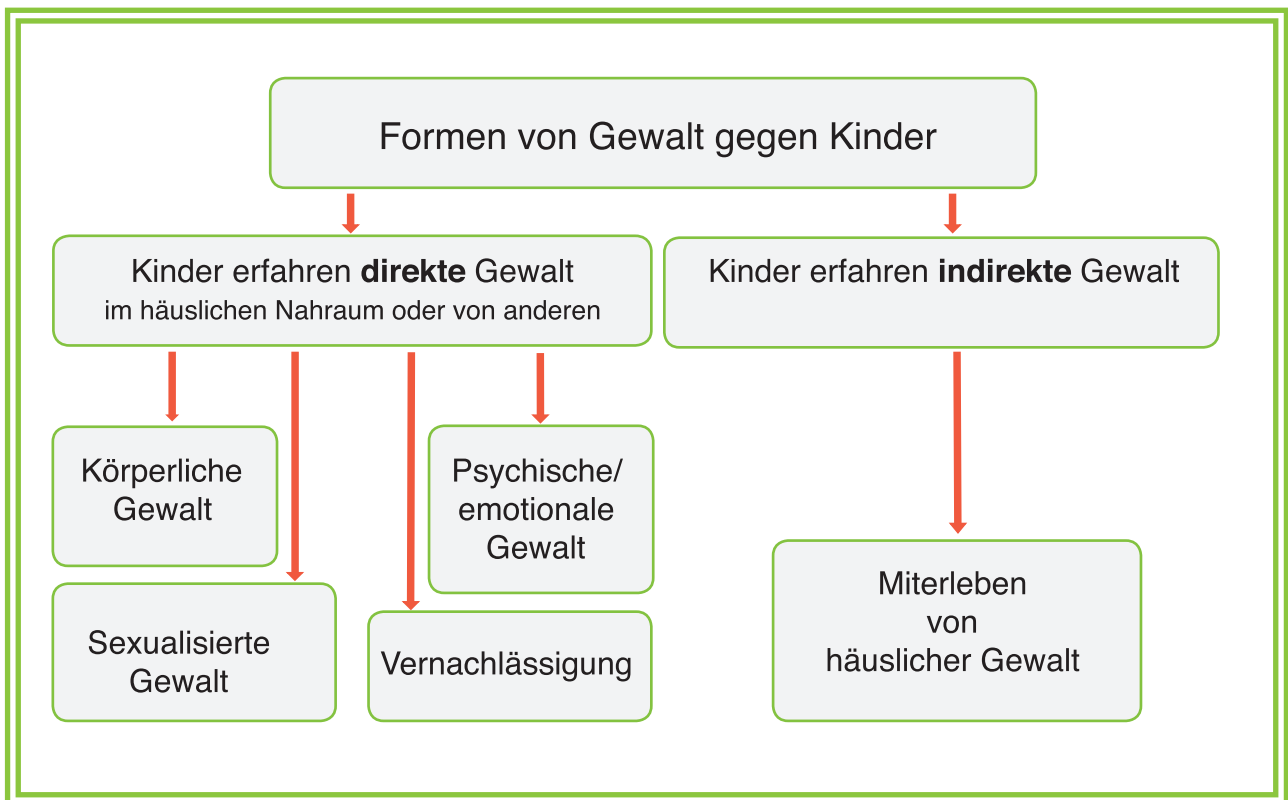 Formen von Gewalt gegen Kinder
Kinder erfahren direkte Gewalt
im häuslichen Nahraum oder von anderen
Kinder erfahren indirekte Gewalt
Körperliche
Gewalt
Psychische/
emotionale
Gewalt
Sexualisierte
Gewalt
Vernachlässigung
Miterleben
von
häuslicher Gewalt